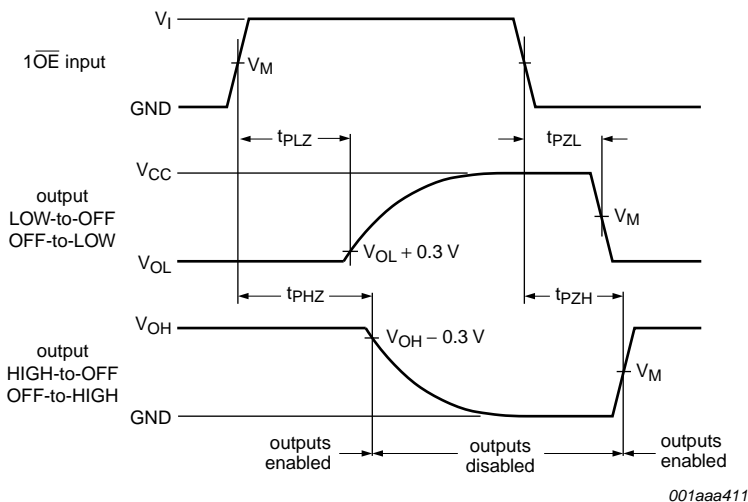 V_I
1O̅E̅ input
V_M
GND
t_PLZ
t_PZL
V_CC
output
LOW-to-OFF
OFF-to-LOW
V_M
V_OL + 0.3 V
V_OL
t_PHZ
t_PZH
V_OH
V_OH − 0.3 V
output
HIGH-to-OFF
OFF-to-HIGH
V_M
GND
outputs
enabled
outputs
disabled
outputs
enabled
001aaa411